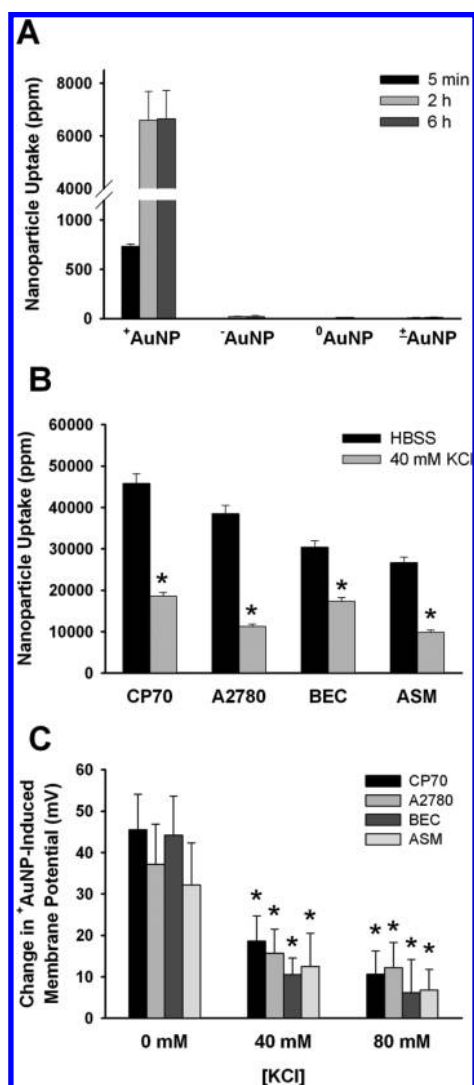 A
Nanoparticle Uptake (ppm)
8000
6000
4000
1000
500
0
5 min
2 h
6 h
⁺AuNP ⁻AuNP ⁰AuNP ±AuNP
B
Nanoparticle Uptake (ppm)
60000
50000
40000
30000
20000
10000
0
HBSS
40 mM KCl
* * * *
CP70 A2780 BEC ASM
C
Change in ⁺AuNP-Induced
Membrane Potential (mV)
60
50
40
30
20
10
0
CP70
A2780
BEC
ASM
* * * * * * * *
0 mM 40 mM 80 mM
[KCl]